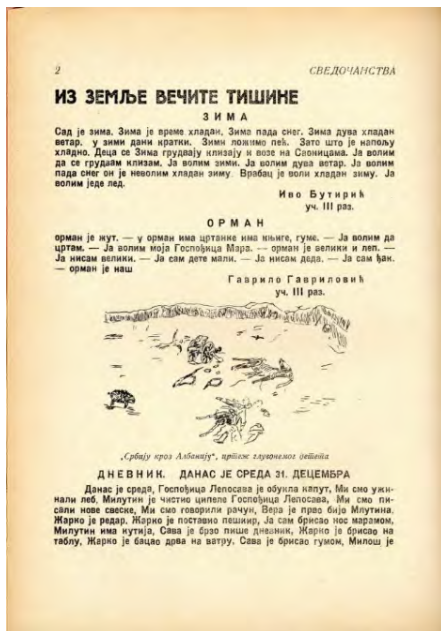 2
СВЕДОЧАНСТВА
ИЗ ЗЕМЉЕ ВЕЧИТЕ ТИШИНЕ
ЗИМА
Сад је зима. Зима је време хладан, Зима пада снег. Зима дува хладан
ветар. у зими дани кратки. Зими ложимо пећ. Зато што је напољу
хладно. Деца се Зима грудвају клизају и возе на Саоницама. Ја волим
да се грудвам клизам. Ја волим зими. Ја волим дува ветар. Ја волим
пада снег он је неволим хладан зиму. Врабац је воли хладан зиму. Ја
волим једе лед.
Иво Бутирић
уч. III раз.
ОРМАН
орман је жут. — у орман има цртанке има књиге, гуме. — Ја волим да
цртам. — Ја волим моја Госпођица Мара. — орман је велики и леп. —
Ја нисам велики. — Ја сам дете мали. — Ја нисам деда. — Ја сам ђак.
— орман је наш
Гаврило Гавриловић
уч. III раз.
„Србију кроз Албанију“, цртеж глувонемог детета
ДНЕВНИК. ДАНАС ЈЕ СРЕДА 31. ДЕЦЕМБРА
Данас је среда, Госпођица Лепосава је обукла капут, Ми смо ужи-
нали леб, Милутин је чистио ципеле Госпођица Лепосава, Ми смо пи-
сали нове свеске, Ми смо говорили рачун, Вера је прво бијо Млутина,
Жарко је редар, Жарко је поставио пешкир, Ја сам брисао нос марамом,
Милутин има кутија, Сава је брзо пише дневник, Жарко је брисао на
таблу, Жарко је бацао дрва на ватру, Сава је брисао гумом, Милош је